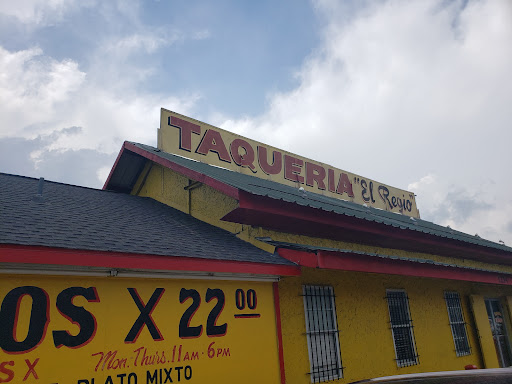 TAQUERIA "El Regio"
OS X 22 00
Mon. Thurs. 11AM - 6PM
S X
PLATO MIXTO